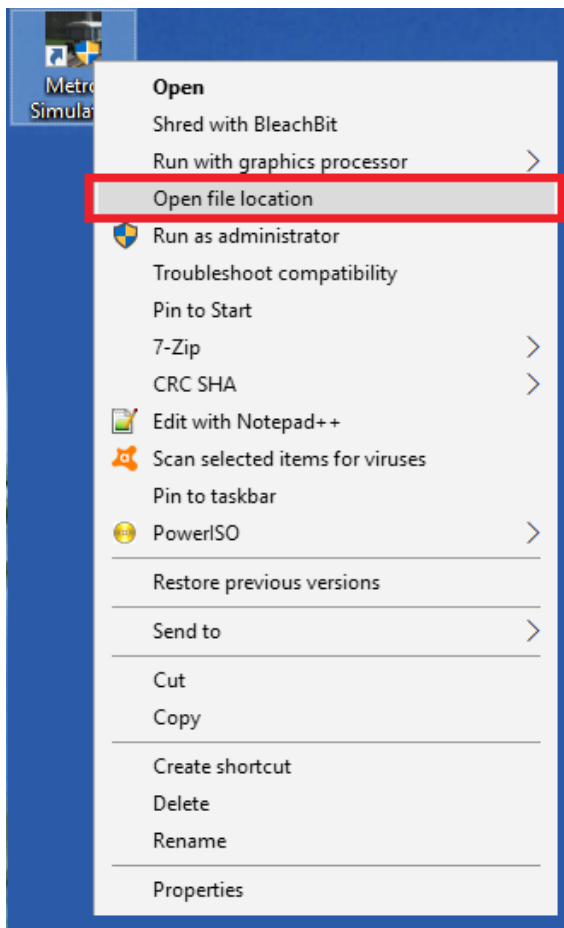 Open
Shred with BleachBit
Run with graphics processor
Open file location
Run as administrator
Troubleshoot compatibility
Pin to Start
7-Zip
CRC SHA
Edit with Notepad++
Scan selected items for viruses
Pin to taskbar
PowerISO
Restore previous versions
Send to
Cut
Copy
Create shortcut
Delete
Rename
Properties